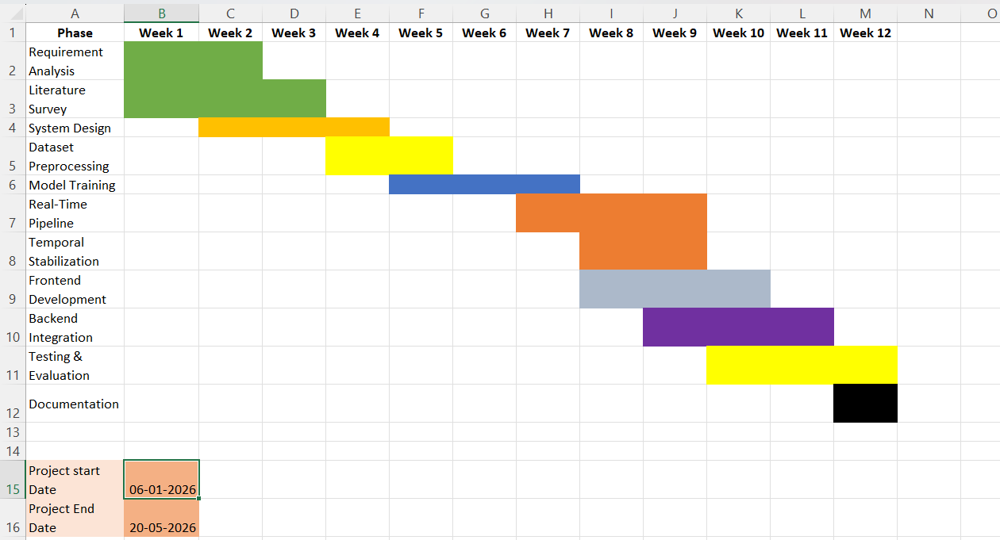 A B C D E F G H I J K L M N O
1 Phase Week 1 Week 2 Week 3 Week 4 Week 5 Week 6 Week 7 Week 8 Week 9 Week 10 Week 11 Week 12
Requirement
2 Analysis
Literature
3 Survey
4 System Design
Dataset
5 Preprocessing
6 Model Training
Real-Time
7 Pipeline
Temporal
8 Stabilization
Frontend
9 Development
Backend
10 Integration
Testing &
11 Evaluation
Documentation
12
13
14
Project start
15 Date 06-01-2026
Project End
16 Date 20-05-2026